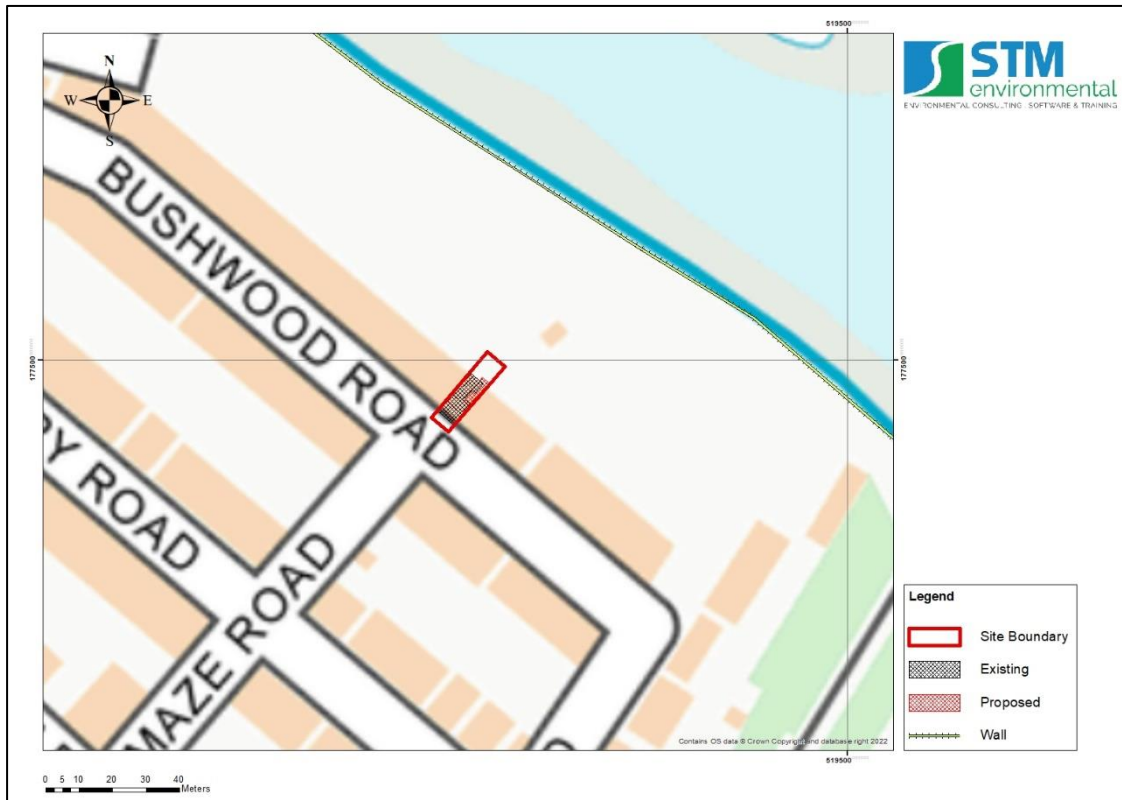 519500
N
W E
S
STM
environmental
ENVIRONMENTAL CONSULTING . SOFTWARE & TRAINING
BUSHWOOD ROAD
177500
177500
ROAD
MAZE ROAD
Legend
Site Boundary
Existing
Proposed
Wall
Contains OS data © Crown Copyright and database right 2022
519500
0 5 10 20 30 40
Meters